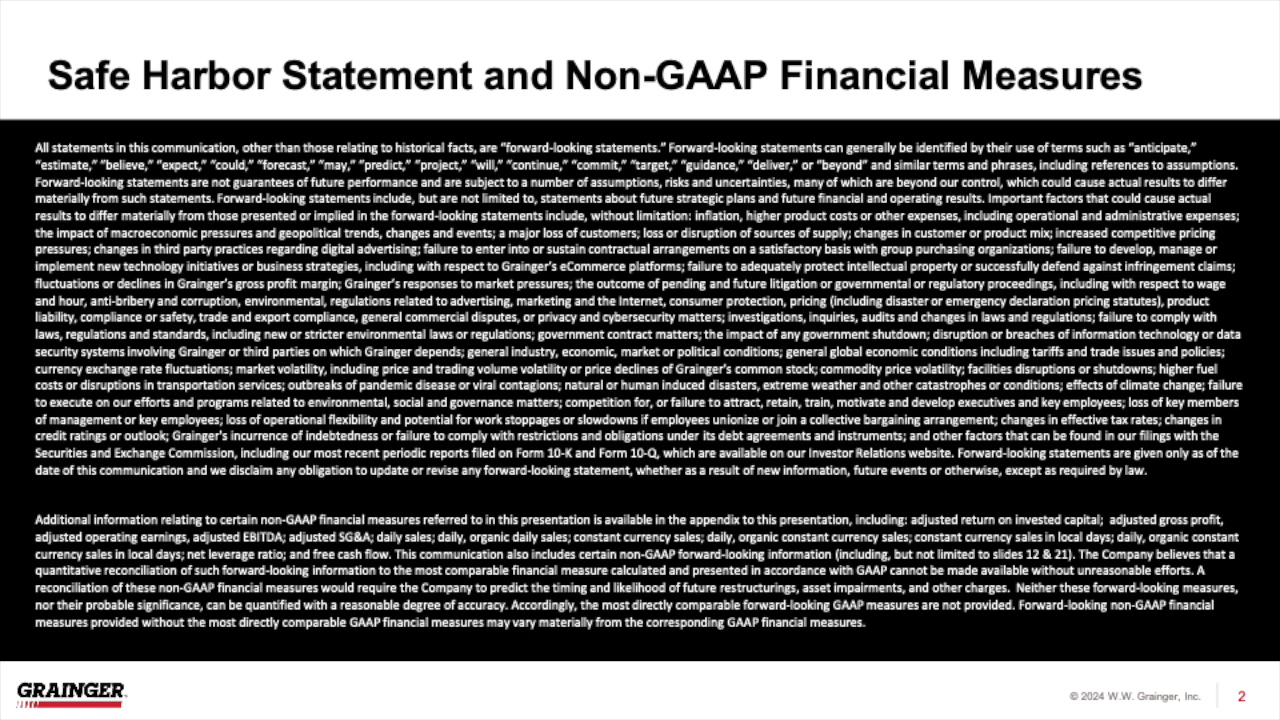 Safe Harbor Statement and Non-GAAP Financial Measures
All statements in this communication, other than those relating to historical facts, are “forward-looking statements.” Forward-looking statements can generally be identified by their use of terms such as “anticipate,”
“estimate,” “believe,” “expect,” “could,” “forecast,” “may,” “predict,” “project,” “will,” “continue,” “commit,” “target,” “guidance,” “deliver,” or “beyond” and similar terms and phrases, including references to assumptions.
Forward-looking statements are not guarantees of future performance and are subject to a number of assumptions, risks and uncertainties, many of which are beyond our control, which could cause actual results to differ
materially from such statements. Forward-looking statements include, but are not limited to, statements about future strategic plans and future financial and operating results. Important factors that could cause actual
results to differ materially from those presented or implied in the forward-looking statements include, without limitation: inflation, higher product costs or other expenses, including operational and administrative expenses;
the impact of macroeconomic pressures and geopolitical trends, changes and events; a major loss of customers; loss or disruption of sources of supply; changes in customer or product mix; increased competitive pricing
pressures; changes in third party practices regarding digital advertising; failure to enter into or sustain contractual arrangements on a satisfactory basis with group purchasing organizations; failure to develop, manage or
implement new technology initiatives or business strategies, including with respect to Grainger's eCommerce platforms; failure to adequately protect intellectual property or successfully defend against infringement claims;
fluctuations or declines in Grainger's gross profit margin; Grainger's responses to market pressures; the outcome of pending and future litigation or governmental or regulatory proceedings, including with respect to wage
and hour, anti-bribery and corruption, environmental, regulations related to advertising, marketing and the Internet, consumer protection, pricing (including disaster or emergency declaration pricing statutes), product
liability, compliance or safety, trade and export compliance, general commercial disputes, or privacy and cybersecurity matters; investigations, inquiries, audits and changes in laws and regulations; failure to comply with
laws, regulations and standards, including new or stricter environmental laws or regulations; government contract matters; the impact of any government shutdown; disruption or breaches of information technology or data
security systems involving Grainger or third parties on which Grainger depends; general industry, economic, market or political conditions; general global economic conditions including tariffs and trade issues and policies;
currency exchange rate fluctuations; market volatility, including price and trading volume volatility or price declines of Grainger's common stock; commodity price volatility; facilities disruptions or shutdowns; higher fuel
costs or disruptions in transportation services; outbreaks of pandemic disease or viral contagions; natural or human induced disasters, extreme weather and other catastrophes or conditions; effects of climate change; failure
to execute on our efforts and programs related to environmental, social and governance matters; competition for, or failure to attract, retain, train, motivate and develop executives and key employees; loss of key members
of management or key employees; loss of operational flexibility and potential for work stoppages or slowdowns if employees unionize or join a collective bargaining arrangement; changes in effective tax rates; changes in
credit ratings or outlook; Grainger's incurrence of indebtedness or failure to comply with restrictions and obligations under its debt agreements and instruments; and other factors that can be found in our filings with the
Securities and Exchange Commission, including our most recent periodic reports filed on Form 10-K and Form 10-Q, which are available on our Investor Relations website. Forward-looking statements are given only as of the
date of this communication and we disclaim any obligation to update or revise any forward-looking statement, whether as a result of new information, future events or otherwise, except as required by law.
Additional information relating to certain non-GAAP financial measures referred to in this presentation is available in the appendix to this presentation, including: adjusted return on invested capital; adjusted gross profit,
adjusted operating earnings, adjusted EBITDA; adjusted SG&A; daily sales; daily, organic daily sales; constant currency sales; daily, organic constant currency sales; constant currency sales in local days; daily, organic constant
currency sales in local days; net leverage ratio; and free cash flow. This communication also includes certain non-GAAP forward-looking information (including, but not limited to slides 12 & 21). The Company believes that a
quantitative reconciliation of such forward-looking information to the most comparable financial measure calculated and presented in accordance with GAAP cannot be made available without unreasonable efforts. A
reconciliation of these non-GAAP financial measures would require the Company to predict the timing and likelihood of future restructurings, asset impairments, and other charges. Neither these forward-looking measures,
nor their probable significance, can be quantified with a reasonable degree of accuracy. Accordingly, the most directly comparable forward-looking GAAP measures are not provided. Forward-looking non-GAAP financial
measures provided without the most directly comparable GAAP financial measures may vary materially from the corresponding GAAP financial measures.
GRAINGER
© 2024 W.W. Grainger, Inc.
2